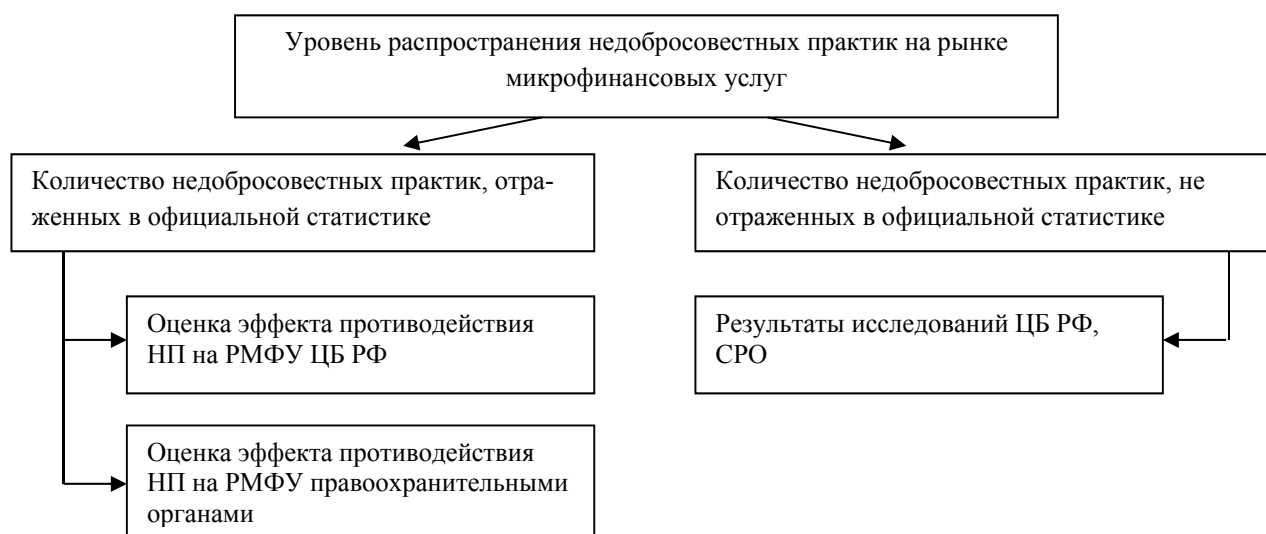 Уровень распространения недобросовестных практик на рынке
микрофинансовых услуг
Количество недобросовестных практик, отра-
женных в официальной статистике
Количество недобросовестных практик, не
отраженных в официальной статистике
Оценка эффекта противодействия
НП на РМФУ ЦБ РФ
Результаты исследований ЦБ РФ,
СРО
Оценка эффекта противодействия
НП на РМФУ правоохранительными
органами